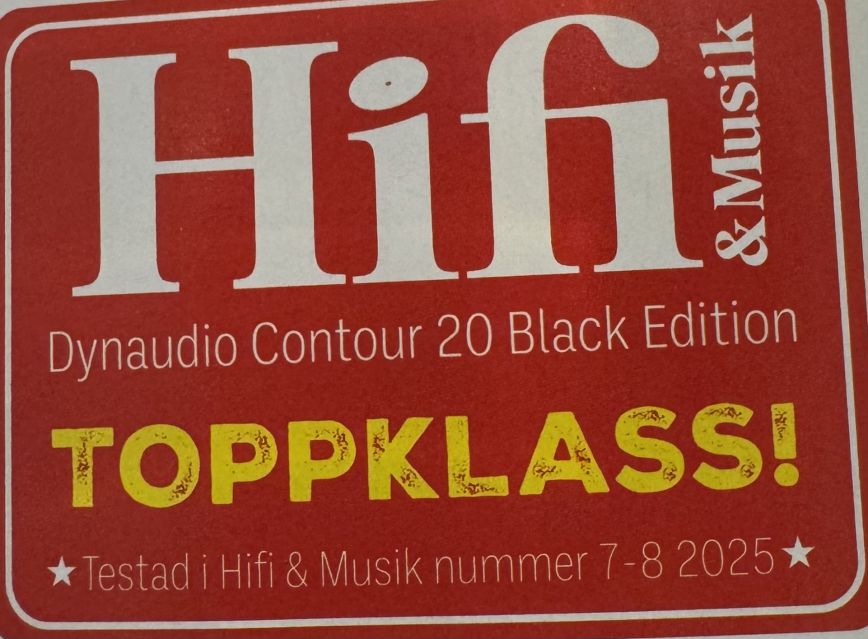 Hifi
& Musik
Dynaudio Contour 20 Black Edition
TOPPKLASS!
★Testad i Hifi & Musik nummer 7-8 2025★